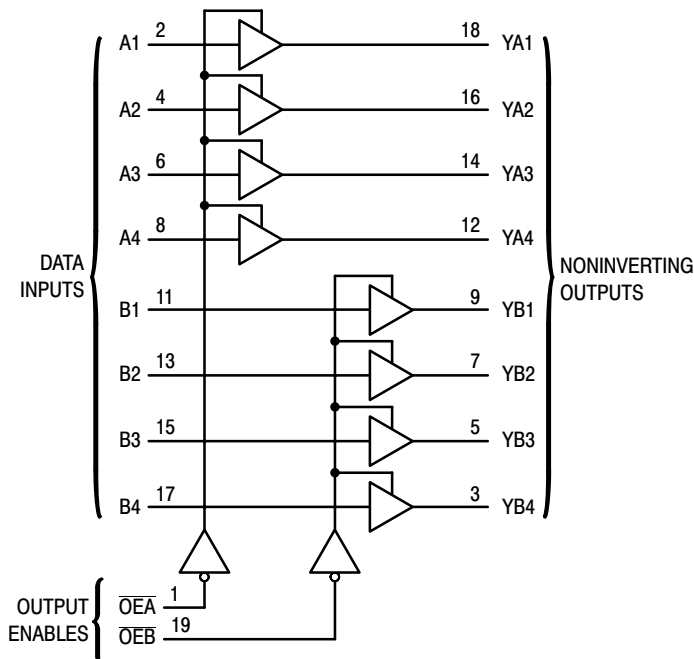 A1 2 18 YA1
A2 4 16 YA2
A3 6 14 YA3
A4 8 12 YA4
DATA
INPUTS
NONINVERTING
OUTPUTS
B1 11 9 YB1
B2 13 7 YB2
B3 15 5 YB3
B4 17 3 YB4
OUTPUT
ENABLES
O̅E̅A̅ 1
O̅E̅B̅ 19